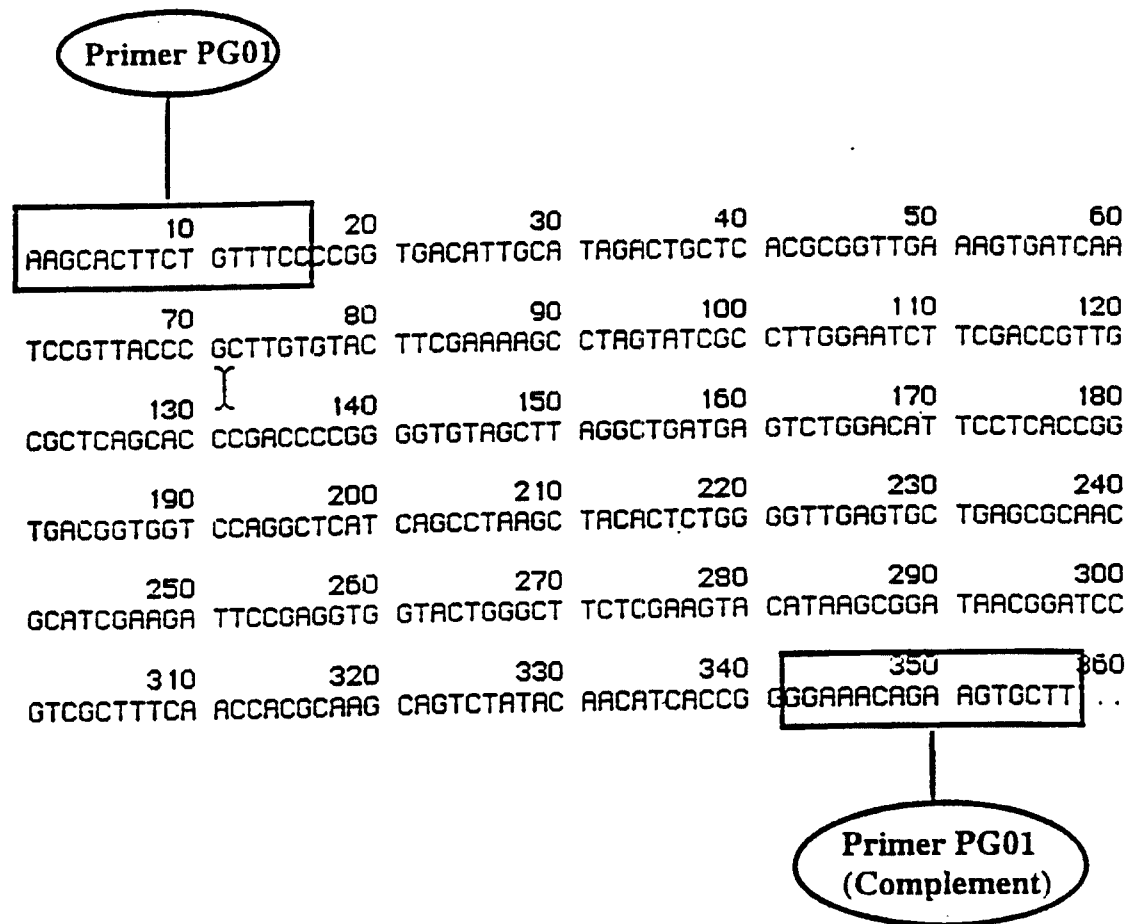 Primer PG01
10 20 30 40 50 60
AAGCACTTCT GTTTCCCCGG TGACATTGCA TAGACTGCTC ACGCGGTTGA AAGTGATCAA
70 80 90 100 110 120
TCCGTTACCC GCTTGTGTAC TTCGAAAAGC CTAGTATCGC CTTGGAATCT TCGACCGTTG
130 140 150 160 170 180
CGCTCAGCAC CCGACCCCGG GGTGTAGCTT AGGCTGATGA GTCTGGACAT TCCTCACCGG
190 200 210 220 230 240
TGACGGTGGT CCAGGCTCAT CAGCCTAAGC TACACTCTGG GGTTGAGTGC TGAGCGCAAC
250 260 270 280 290 300
GCATCGAAGA TTCCGAGGTG GTACTGGGCT TCTCGAAGTA CATAAGCGGA TAACGGATCC
310 320 330 340 350 360
GTCGCTTTCA ACCACGCAAG CAGTCTATAC AACATCACCG GGGAAACAGA AGTGCTT ..
Primer PG01
(Complement)